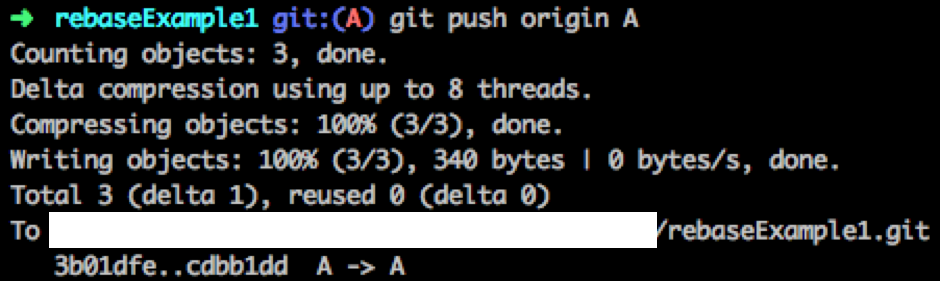 ➜ rebaseExample1 git:(A) git push origin A
Counting objects: 3, done.
Delta compression using up to 8 threads.
Compressing objects: 100% (3/3), done.
Writing objects: 100% (3/3), 340 bytes | 0 bytes/s, done.
Total 3 (delta 1), reused 0 (delta 0)
To /rebaseExample1.git
3b01dfe..cdbb1dd A -> A